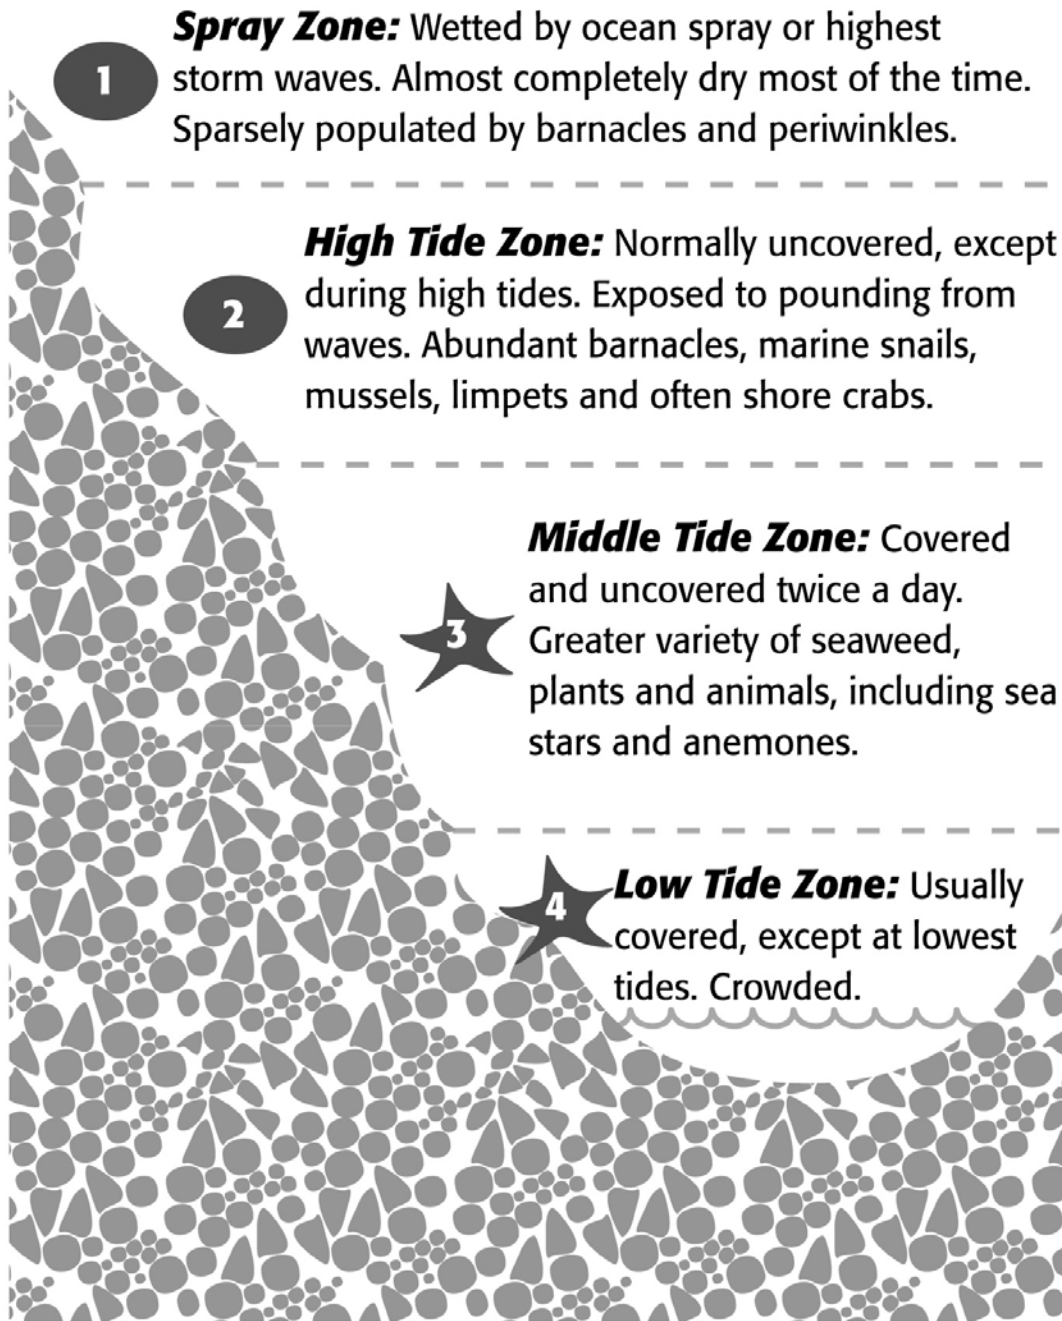 Spray Zone: Wetted by ocean spray or highest
1
storm waves. Almost completely dry most of the time.
Sparsely populated by barnacles and periwinkles.
High Tide Zone: Normally uncovered, except
2
during high tides. Exposed to pounding from
waves. Abundant barnacles, marine snails,
mussels, limpets and often shore crabs.
Middle Tide Zone: Covered
and uncovered twice a day.
3
Greater variety of seaweed,
plants and animals, including sea
stars and anemones.
Low Tide Zone: Usually
4
covered, except at lowest
tides. Crowded.